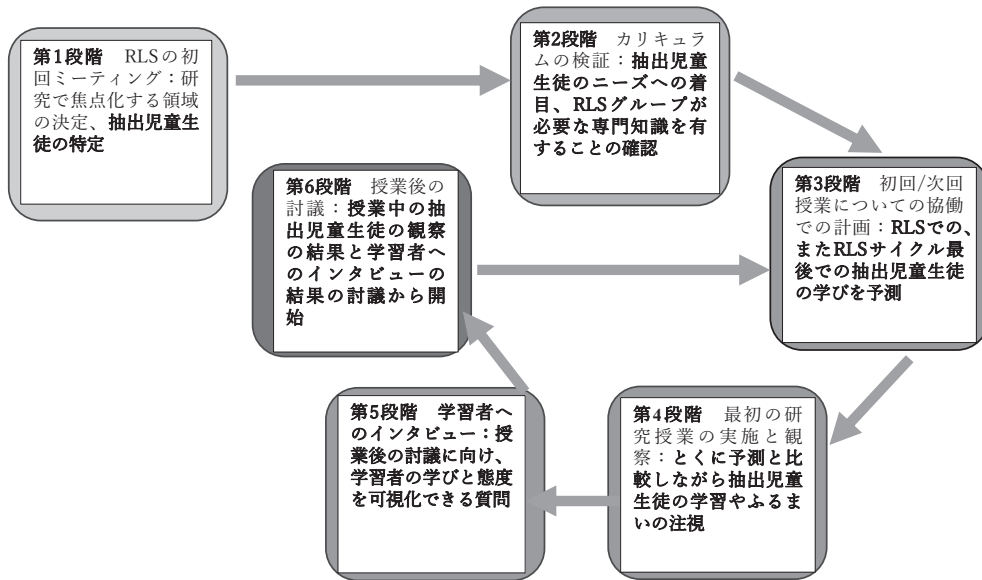 第1段階　RLSの初
回ミーティング：研
究で焦点化する領域
の決定、抽出児童生
徒の特定
第2段階　カリキュラ
ムの検証：抽出児童
生徒のニーズへの着
目、RLSグループが
必要な専門知識を有
することの確認
第3段階　初回/次回
授業についての協働
での計画：RLSでの、
またRLSサイクル最
後での抽出児童生徒
の学びを予測
第4段階　最初の研
究授業の実施と観
察：とくに予測と比
較しながら抽出児童
生徒の学習やふるま
いの注視
第5段階　学習者へ
のインタビュー：授
業後の討議に向け、
学習者の学びと態度
を可視化できる質問
第6段階　授業後の
討議：授業中の抽
出児童生徒の観察
の結果と学習者へ
のインタビューの
結果の討議から開
始